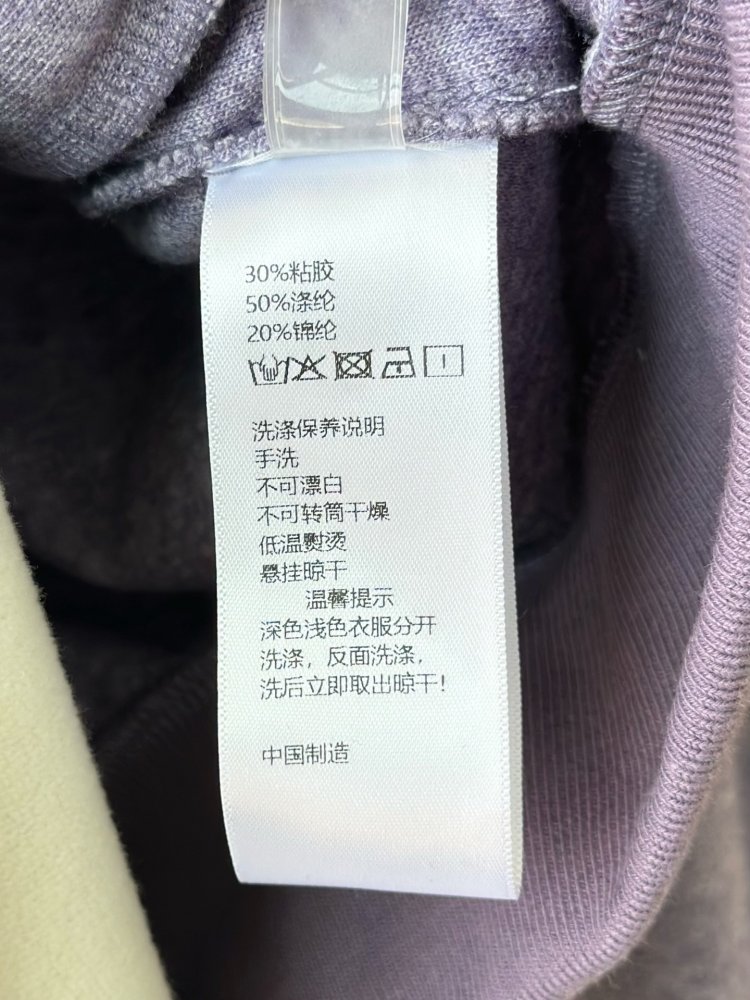 30%粘胶
50%涤纶
20%锦纶
洗涤保养说明
手洗
不可漂白
不可转筒干燥
低温熨烫
悬挂晾干
温馨提示
深色浅色衣服分开
洗涤，反面洗涤，
洗后立即取出晾干！
中国制造